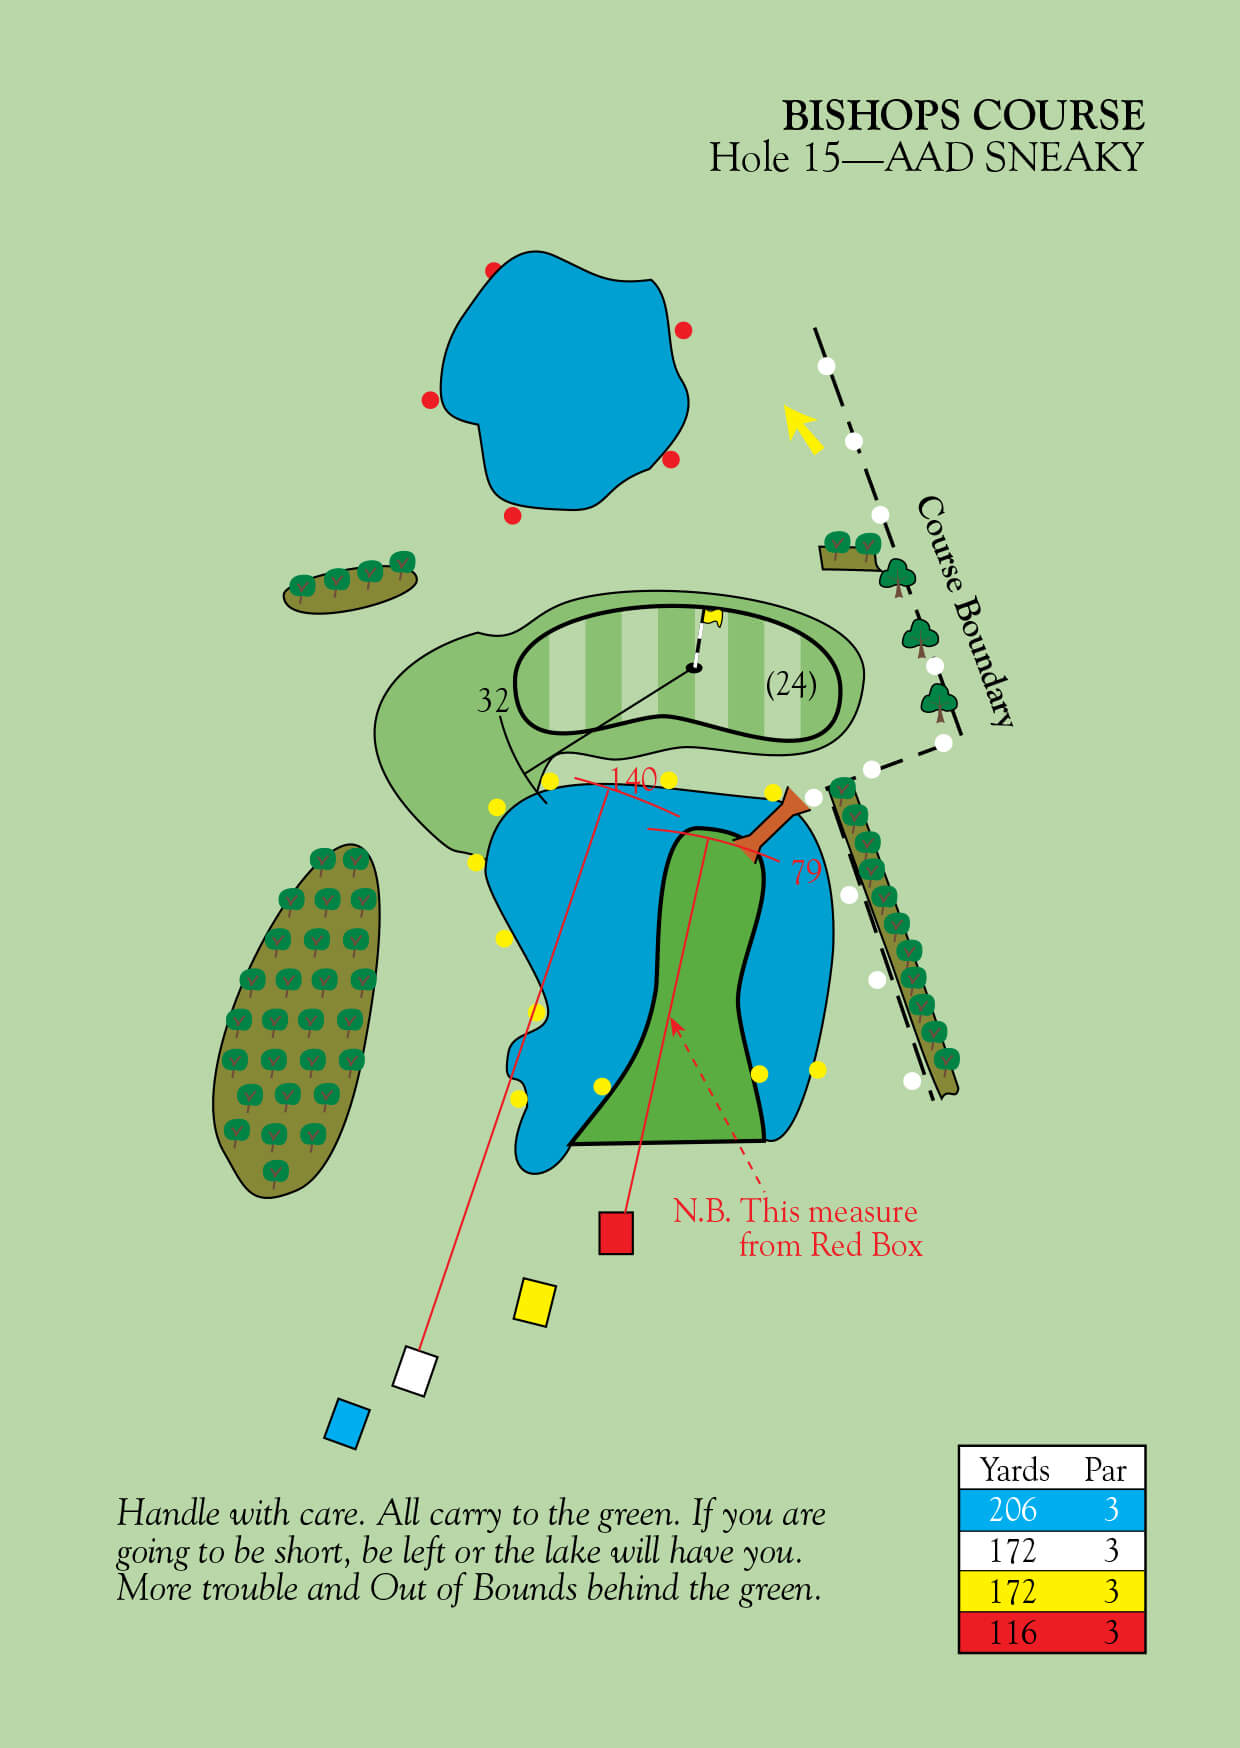 BISHOPS COURSE
Hole 15—AAD SNEAKY
Course Boundary
32
(24)
140
79
N.B. This measure
from Red Box
Handle with care. All carry to the green. If you are
going to be short, be left or the lake will have you.
More trouble and Out of Bounds behind the green.
Yards Par
206 3
172 3
172 3
116 3